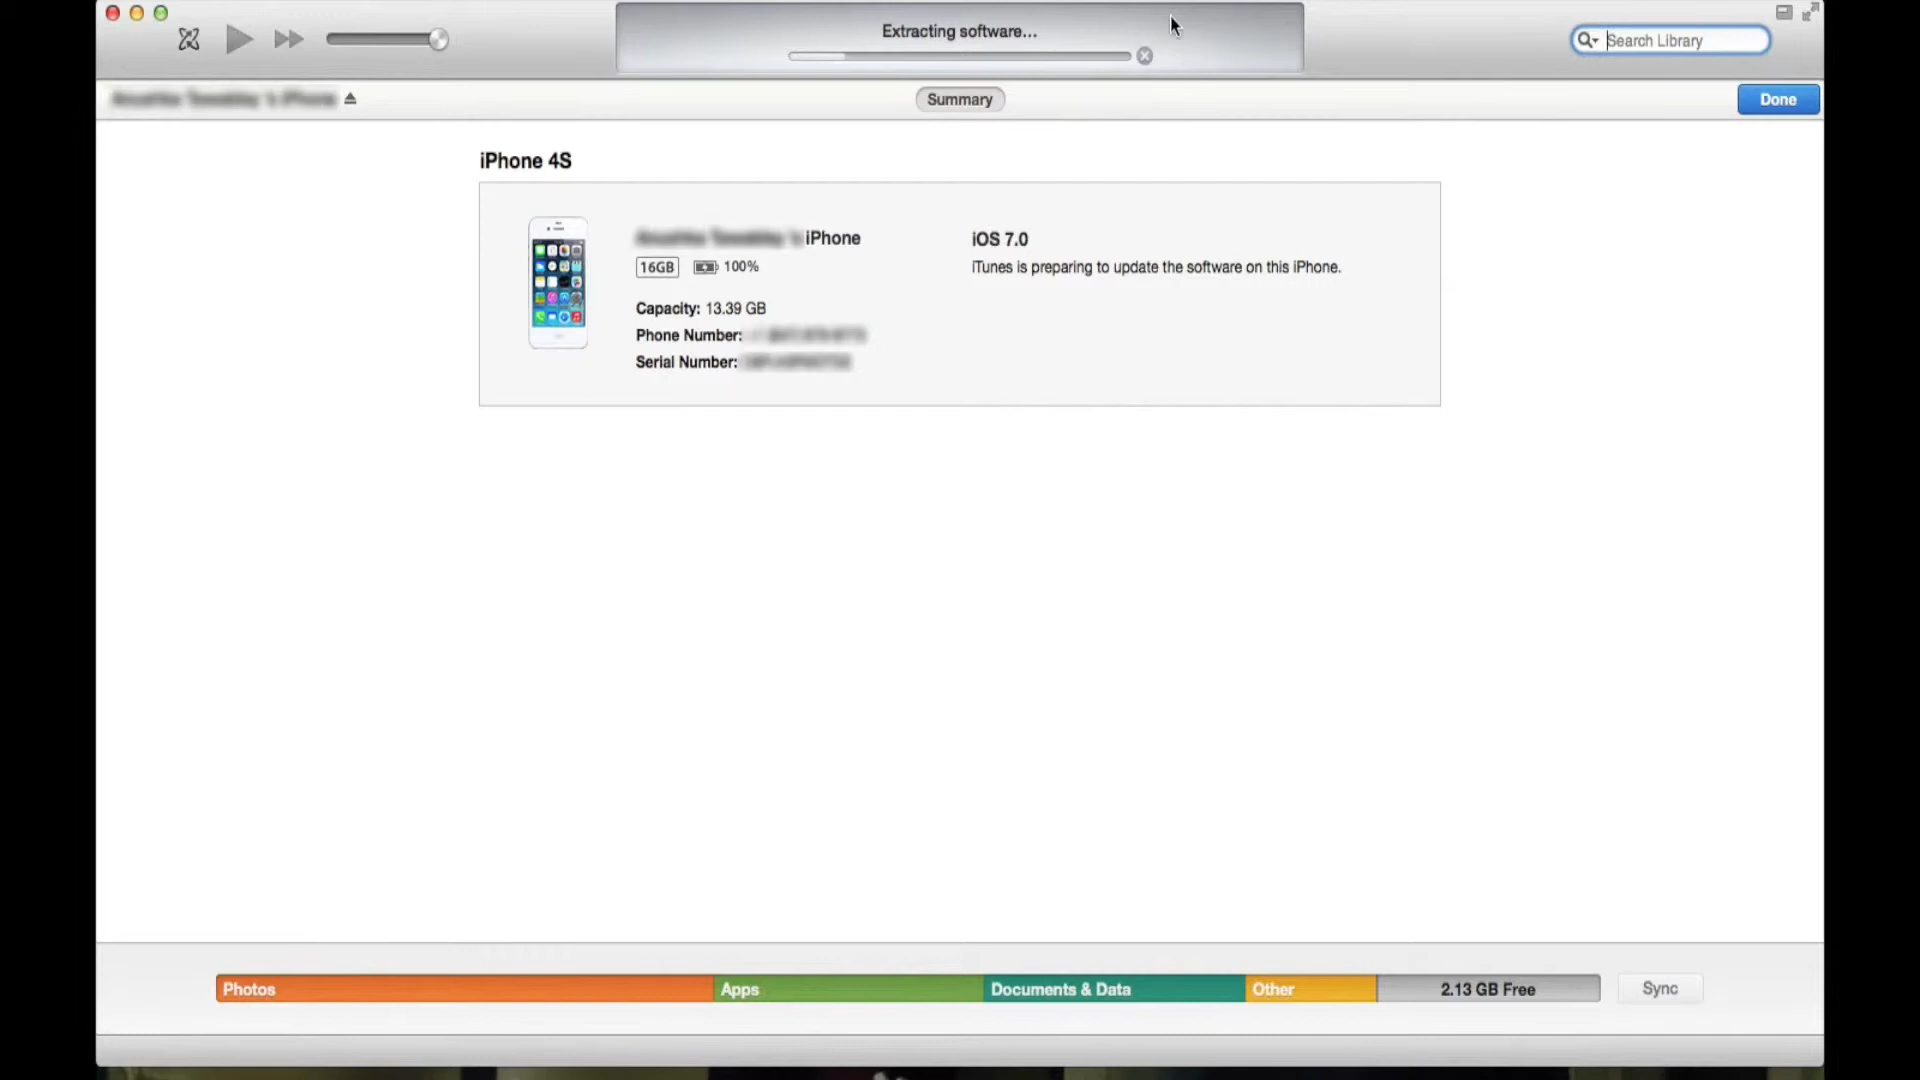 Extracting software...
Search Library
Summary
Done
iPhone 4S
iPhone
16GB
100%
Capacity: 13.39 GB
Phone Number:
Serial Number:
iOS 7.0
iTunes is preparing to update the software on this iPhone.
Photos
Apps
Documents & Data
Other
2.13 GB Free
Sync